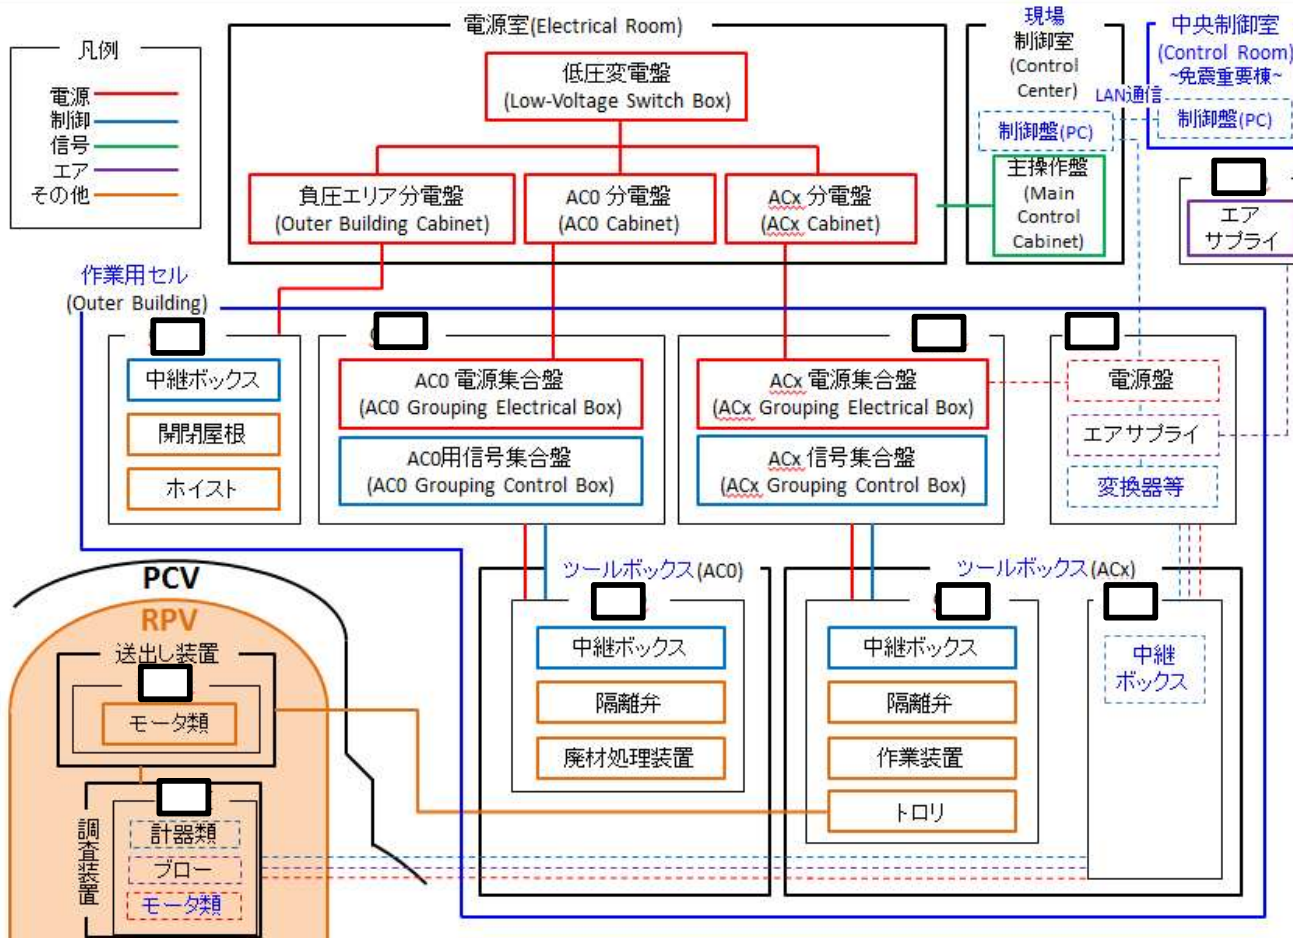 凡例
電源
制御
信号
エア
その他
電源室(Electrical Room)
低圧変電盤
(Low-Voltage Switch Box)
負圧エリア分電盤
(Outer Building Cabinet)
AC0 分電盤
(AC0 Cabinet)
ACx 分電盤
(ACx Cabinet)
現場
制御室
(Control
Center)
制御盤(PC)
主操作盤
(Main
Control
Cabinet)
LAN通信
中央制御室
(Control Room)
~免震重要棟~
制御盤(PC)
エア
サプライ
作業用セル
(Outer Building)
中継ボックス
開閉屋根
ホイスト
AC0 電源集合盤
(AC0 Grouping Electrical Box)
AC0用信号集合盤
(AC0 Grouping Control Box)
ACx 電源集合盤
(ACx Grouping Electrical Box)
ACx 信号集合盤
(ACx Grouping Control Box)
電源盤
エアサプライ
変換器等
ツールボックス(AC0)
中継ボックス
隔離弁
廃材処理装置
ツールボックス(ACx)
中継ボックス
隔離弁
作業装置
トロリ
中継
ボックス
PCV
RPV
送出し装置
モータ類
調査装置
計器類
ブロー
モータ類